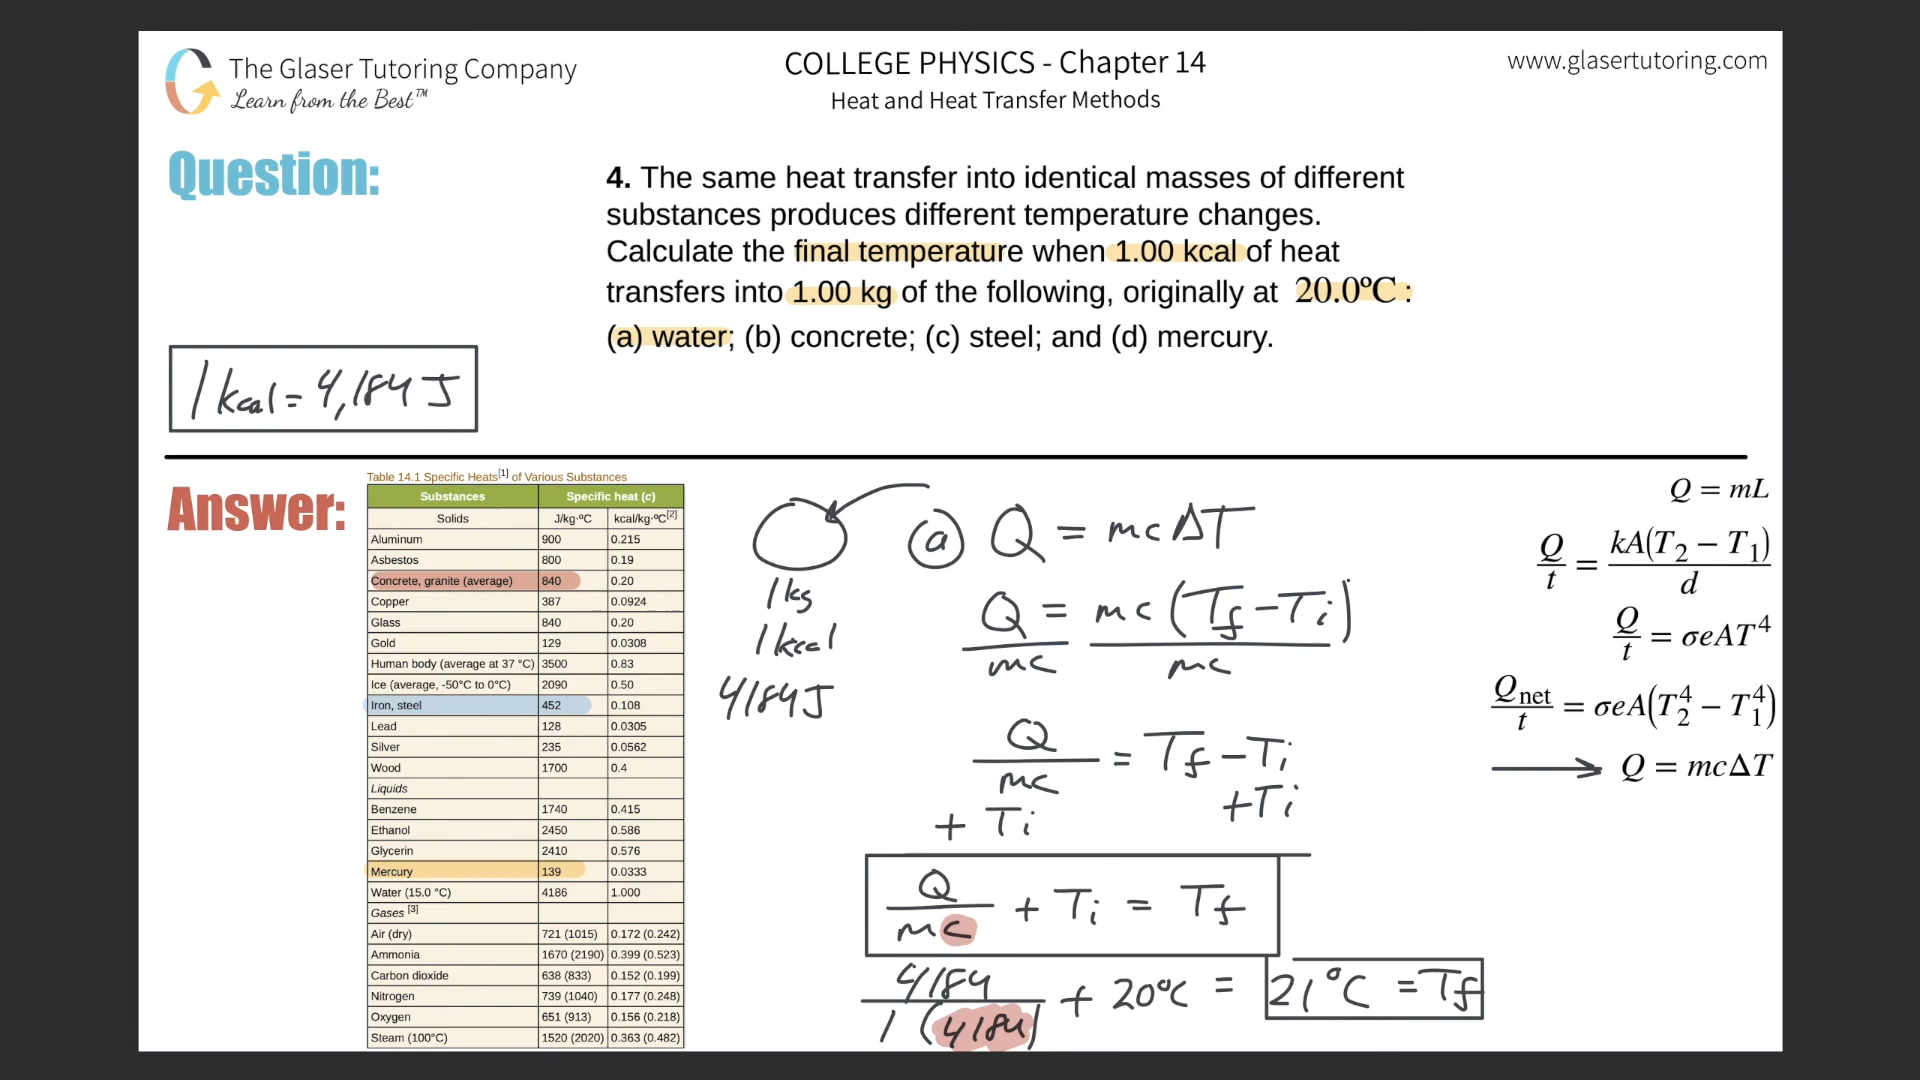 The Glaser Tutoring Company
Learn from the Best™
COLLEGE PHYSICS - Chapter 14
Heat and Heat Transfer Methods
www.glasertutoring.com
Question:
4. The same heat transfer into identical masses of different
substances produces different temperature changes.
Calculate the final temperature when 1.00 kcal of heat
transfers into 1.00 kg of the following, originally at 20.0ºC :
(a) water; (b) concrete; (c) steel; and (d) mercury.
1 kcal = 4,184 J
Answer:
Table 14.1 Specific Heats[1] of Various Substances
Substances Specific heat (c)
Solids J/kg·ºC kcal/kg·ºC[2]
Aluminum 900 0.215
Asbestos 800 0.19
Concrete, granite (average) 840 0.20
Copper 387 0.0924
Glass 840 0.20
Gold 129 0.0308
Human body (average at 37 °C) 3500 0.83
Ice (average, -50°C to 0°C) 2090 0.50
Iron, steel 452 0.108
Lead 128 0.0305
Silver 235 0.0562
Wood 1700 0.4
Liquids
Benzene 1740 0.415
Ethanol 2450 0.586
Glycerin 2410 0.576
Mercury 139 0.0333
Water (15.0 °C) 4186 1.000
Gases [3]
Air (dry) 721 (1015) 0.172 (0.242)
Ammonia 1670 (2190) 0.399 (0.523)
Carbon dioxide 638 (833) 0.152 (0.199)
Nitrogen 739 (1040) 0.177 (0.248)
Oxygen 651 (913) 0.156 (0.218)
Steam (100°C) 1520 (2020) 0.363 (0.482)
1 kg
1 kcal
4184 J
(a) Q = mcΔT
Q = mc (Tf - Ti)
mc mc
Q/mc = Tf - Ti
+ Ti +Ti
Q/mc + Ti = Tf
4184/1 (4184) + 20°C = 21°C = Tf
Q = mL
Q/t = kA(T2 − T1)/d
Q/t = σeAT⁴
Qnet/t = σeA(T2⁴ − T1⁴)
Q = mcΔT